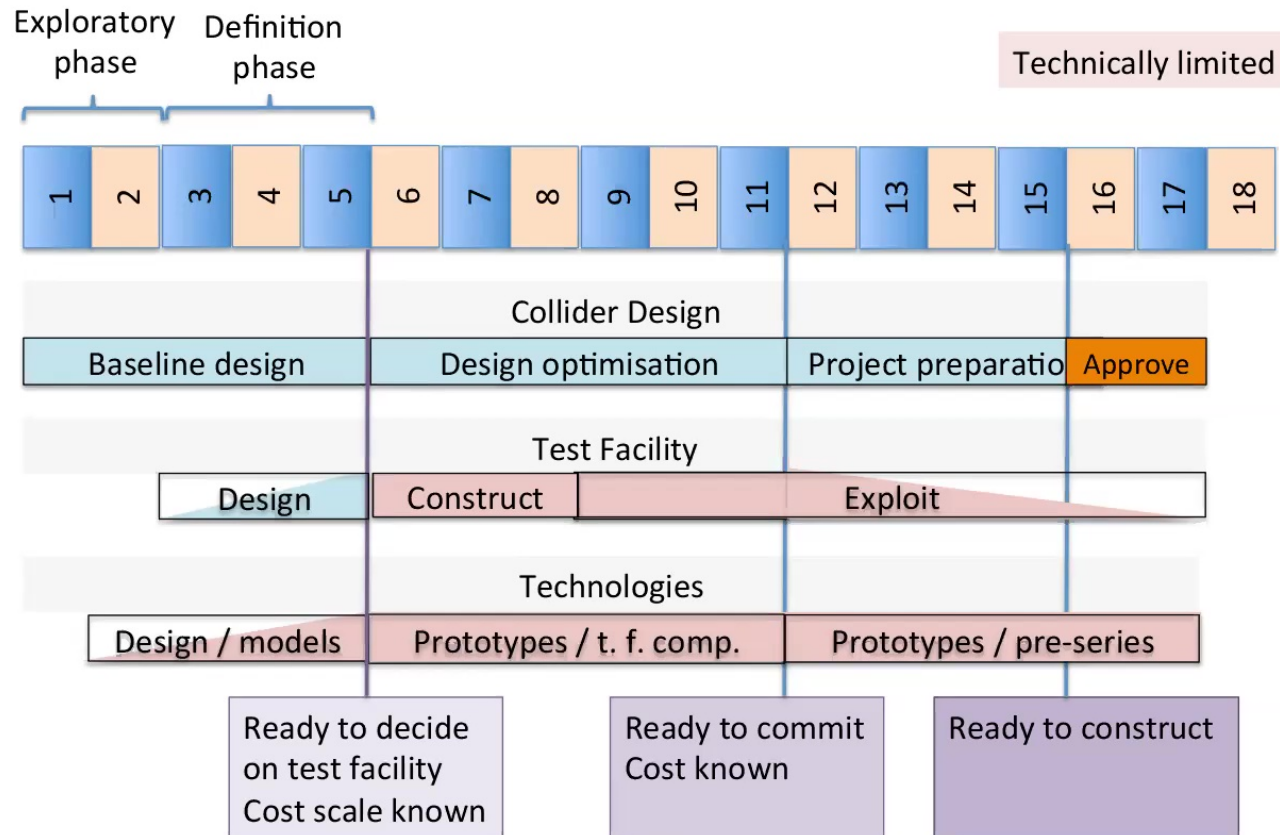 Exploratory
phase
Definition
phase
Technically limited
1 2 3 4 5 6 7 8 9 10 11 12 13 14 15 16 17 18
Collider Design
Baseline design
Design optimisation
Project preparatio
Approve
Test Facility
Design
Construct
Exploit
Technologies
Design / models
Prototypes / t. f. comp.
Prototypes / pre-series
Ready to decide
on test facility
Cost scale known
Ready to commit
Cost known
Ready to construct